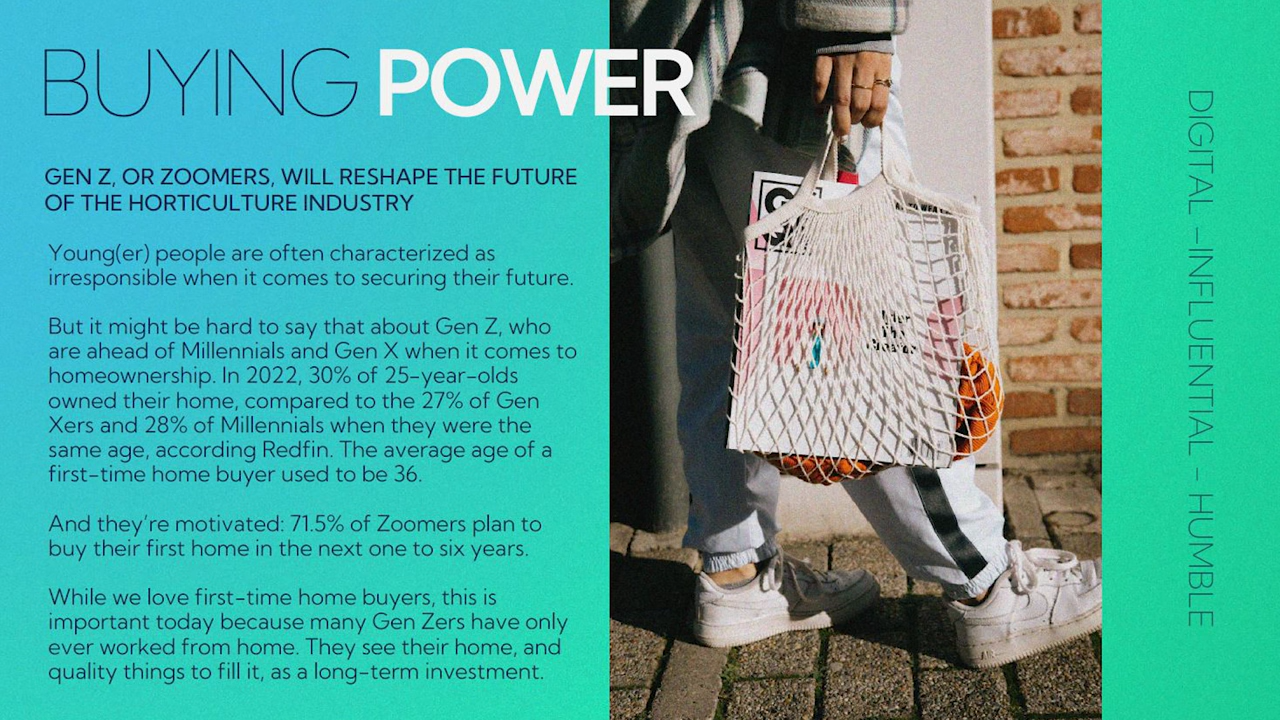 BUYING POWER
GEN Z, OR ZOOMERS, WILL RESHAPE THE FUTURE
OF THE HORTICULTURE INDUSTRY
Young(er) people are often characterized as
irresponsible when it comes to securing their future.
But it might be hard to say that about Gen Z, who
are ahead of Millennials and Gen X when it comes to
homeownership. In 2022, 30% of 25-year-olds
owned their home, compared to the 27% of Gen
Xers and 28% of Millennials when they were the
same age, according Redfin. The average age of a
first-time home buyer used to be 36.
And they're motivated: 71.5% of Zoomers plan to
buy their first home in the next one to six years.
While we love first-time home buyers, this is
important today because many Gen Zers have only
ever worked from home. They see their home, and
quality things to fill it, as a long-term investment.
DIGITAL –INFLUENTIAL – HUMBLE